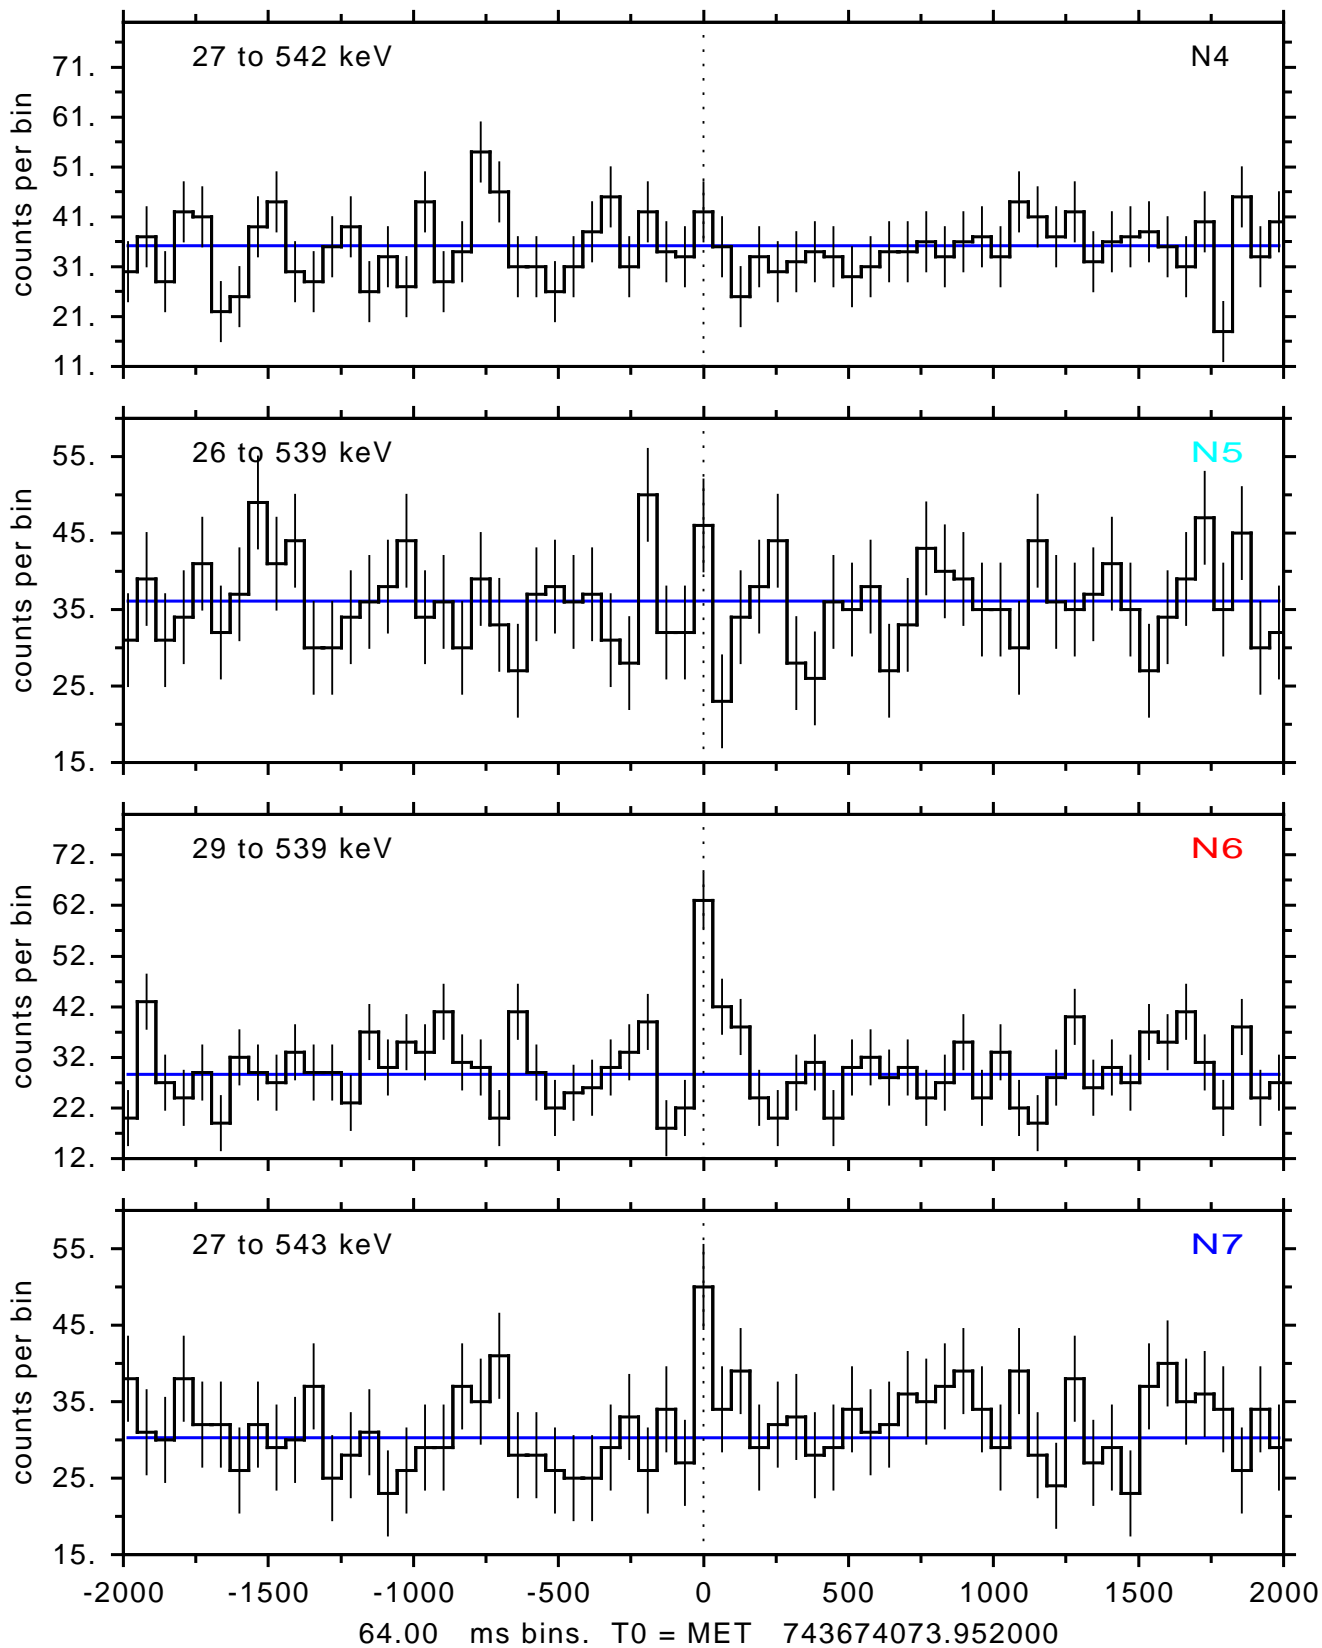 27 to 542 keV N4
71.
61.
51.
41.
31.
21.
11.
counts per bin
26 to 539 keV N5
55.
45.
35.
25.
15.
counts per bin
29 to 539 keV N6
72.
62.
52.
42.
32.
22.
12.
counts per bin
27 to 543 keV N7
55.
45.
35.
25.
15.
counts per bin
-2000 -1500 -1000 -500 0 500 1000 1500 2000
64.00 ms bins. T0 = MET 743674073.952000